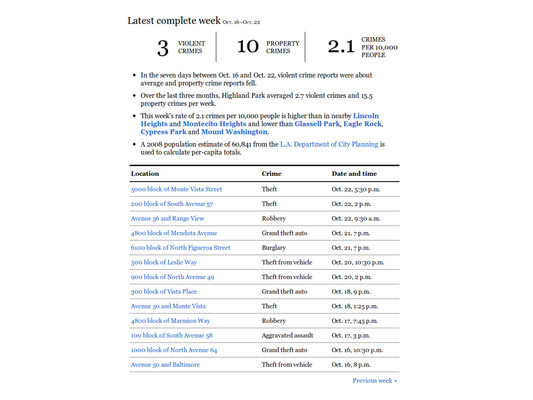 Latest complete week Oct. 16–Oct. 22
3 VIOLENT CRIMES 10 PROPERTY CRIMES 2.1 CRIMES PER 10,000 PEOPLE
• In the seven days between Oct. 16 and Oct. 22, violent crime reports were about
average and property crime reports fell.
• Over the last three months, Highland Park averaged 2.7 violent crimes and 15.5
property crimes per week.
• This week's rate of 2.1 crimes per 10,000 people is higher than in nearby Lincoln
Heights and Montecito Heights and lower than Glassell Park, Eagle Rock,
Cypress Park and Mount Washington.
• A 2008 population estimate of 60,841 from the L.A. Department of City Planning is
used to calculate per-capita totals.
Location Crime Date and time
3000 block of Monte Vista Street Theft Oct. 22, 5:30 p.m.
200 block of South Avenue 57 Theft Oct. 22, 2 p.m.
Avenue 56 and Range View Robbery Oct. 22, 9:30 a.m.
4800 block of Mendota Avenue Grand theft auto Oct. 21, 7 p.m.
6100 block of North Figueroa Street Burglary Oct. 21, 7 p.m.
300 block of Leslie Way Theft from vehicle Oct. 20, 10:30 p.m.
900 block of North Avenue 49 Theft from vehicle Oct. 20, 2 p.m.
300 block of Vista Place Grand theft auto Oct. 18, 9 p.m.
Avenue 50 and Monte Vista Theft Oct. 18, 1:25 p.m.
4800 block of Marmion Way Robbery Oct. 17, 7:45 p.m.
100 block of South Avenue 58 Aggravated assault Oct. 17, 3 p.m.
1000 block of North Avenue 64 Grand theft auto Oct. 16, 10:30 p.m.
Avenue 50 and Baltimore Theft from vehicle Oct. 16, 8 p.m.
Previous week »